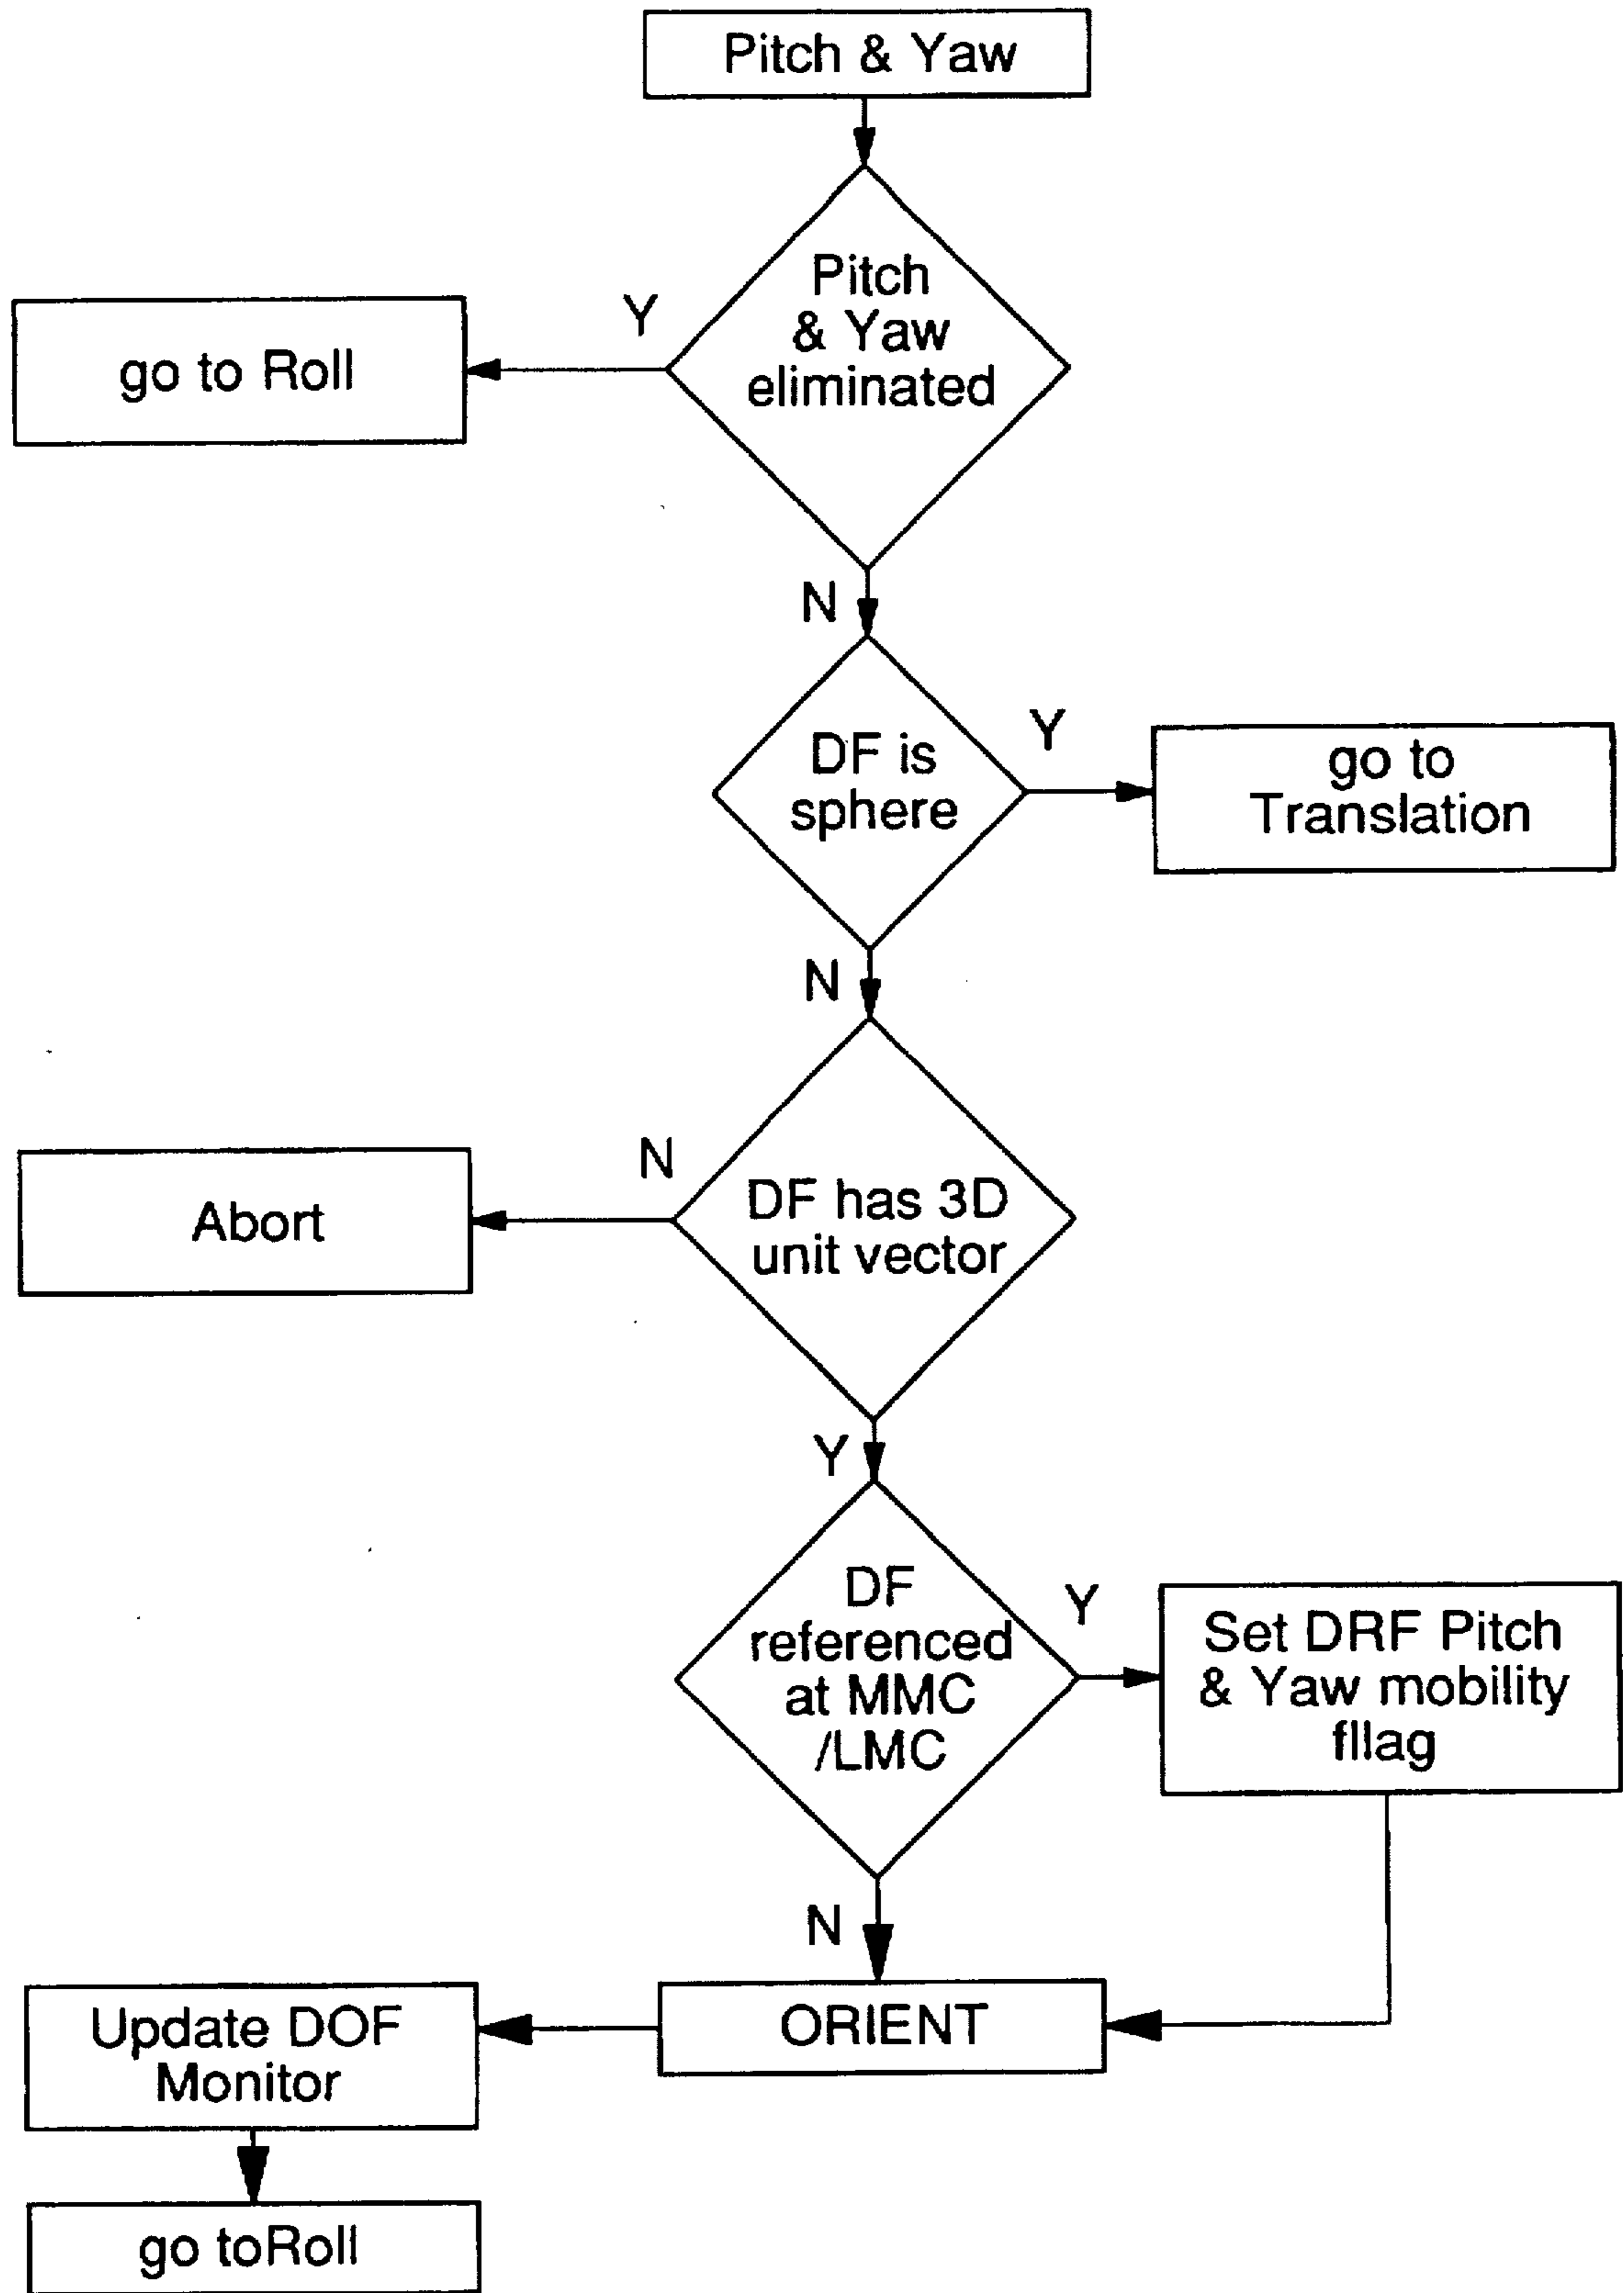 Pitch & Yaw
Pitch
& Yaw
eliminated
Y
go to Roll
N
DF is
sphere
Y
go to
Translation
N
DF has 3D
unit vector
N
Abort
Y
DF
referenced
at MMC
/LMC
Y
Set DRF Pitch
& Yaw mobility
fllag
N
ORIENT
Update DOF
Monitor
go toRoll